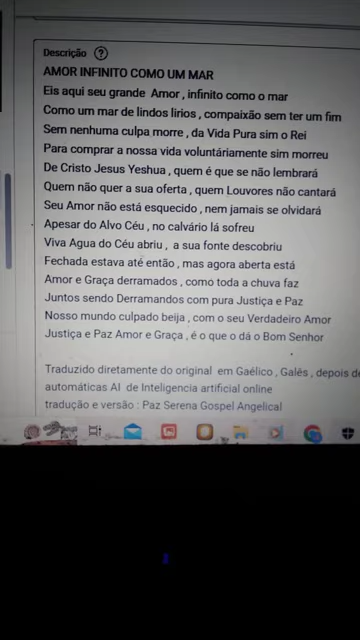 Descrição ?
AMOR INFINITO COMO UM MAR
Eis aqui seu grande Amor , infinito como o mar
Como um mar de lindos lirios , compaixão sem ter um fim
Sem nenhuma culpa morre , da Vida Pura sim o Rei
Para comprar a nossa vida voluntáriamente sim morreu
De Cristo Jesus Yeshua , quem é que se não lembrará
Quem não quer a sua oferta , quem Louvores não cantará
Seu Amor não está esquecido , nem jamais se olvidará
Apesar do Alvo Céu , no calvário lá sofreu
Viva Agua do Céu abriu , a sua fonte descobriu
Fechada estava até então , mas agora aberta está
Amor e Graça derramados , como toda a chuva faz
Juntos sendo Derramandos com pura Justiça e Paz
Nosso mundo culpado beija , com o seu Verdadeiro Amor
Justiça e Paz Amor e Graça , é o que o dá o Bom Senhor
Traduzido diretamente do original em Gaélico , Galês , depois de
automáticas AI de Inteligencia artificial online
tradução e versão : Paz Serena Gospel Angelical